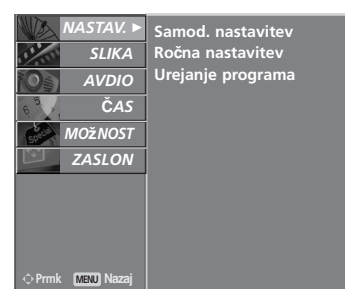 NASTAV. ►
SLIKA
AVDIO
ČAS
MOžNOST
ZASLON
Samod. nastavitev
Ročna nastavitev
Urejanje programa
Prmk MENU Nazaj